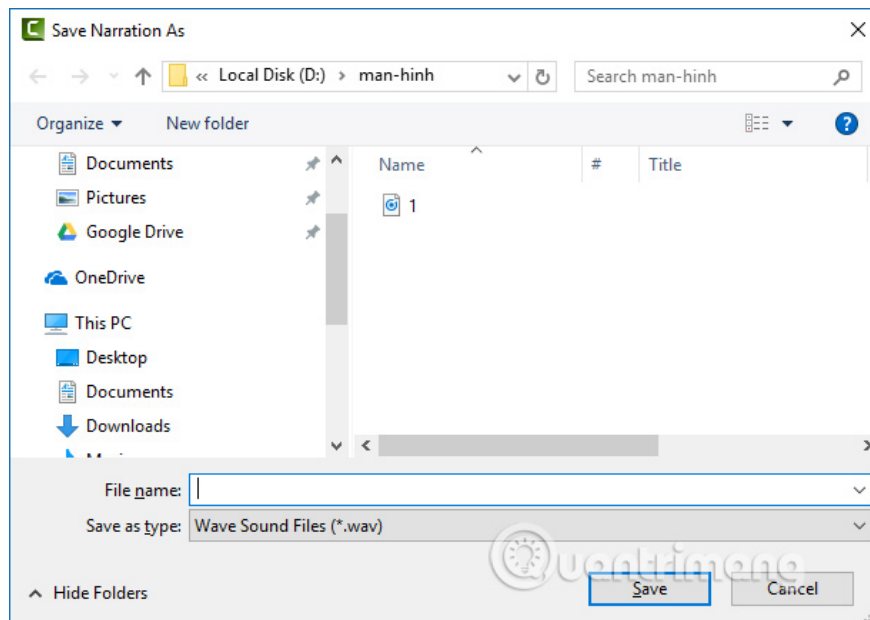 Save Narration As
« Local Disk (D:) › man-hinh
Search man-hinh
Organize
New folder
Documents
Pictures
Google Drive
OneDrive
This PC
Desktop
Documents
Downloads
Name # Title
1
File name:
Save as type: Wave Sound Files (*.wav)
Quantrimang
Hide Folders
Save
Cancel